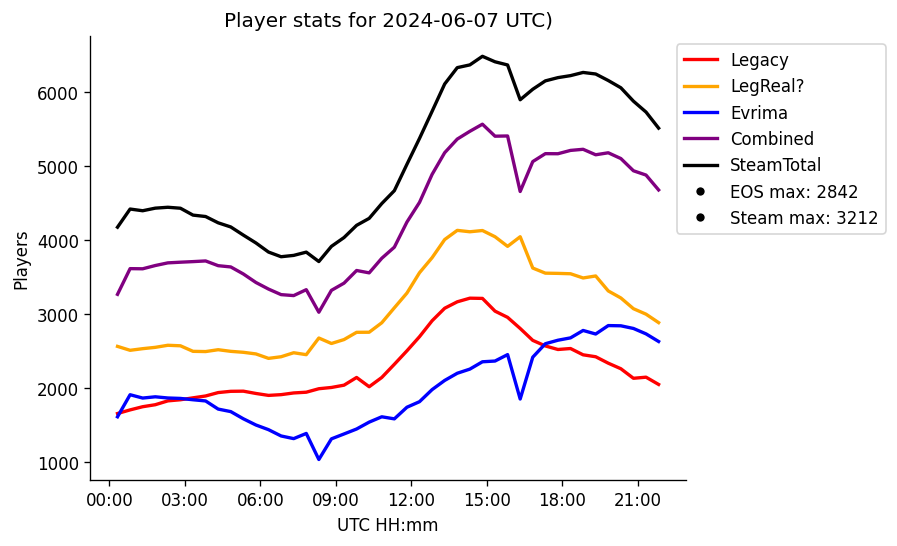 Player stats for 2024-06-07 UTC)
Legacy
LegReal?
Evrima
Combined
SteamTotal
EOS max: 2842
Steam max: 3212
Players
6000
5000
4000
3000
2000
1000
00:00 03:00 06:00 09:00 12:00 15:00 18:00 21:00
UTC HH:mm